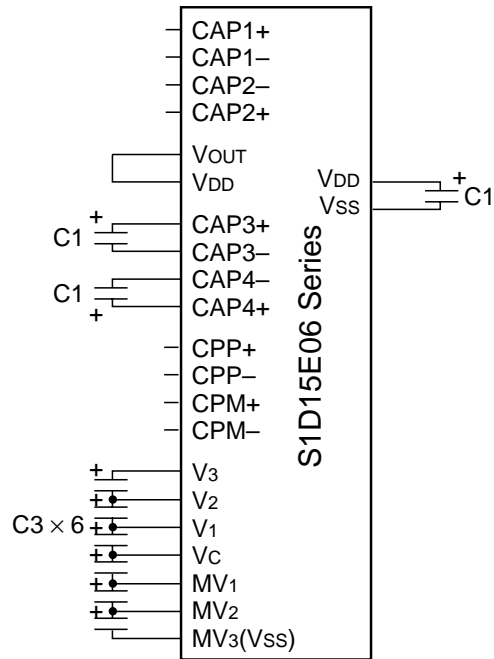 CAP1+
CAP1–
CAP2–
CAP2+
VOUT
VDD
VDD
+
C1
VSS
+
C1
CAP3+
CAP3–
C1
+
CAP4–
CAP4+
S1D15E06 Series
CPP+
CPP–
CPM+
CPM–
+
V3
+
V2
C3 × 6
+
V1
+
VC
+
MV1
+
MV2
MV3(VSS)